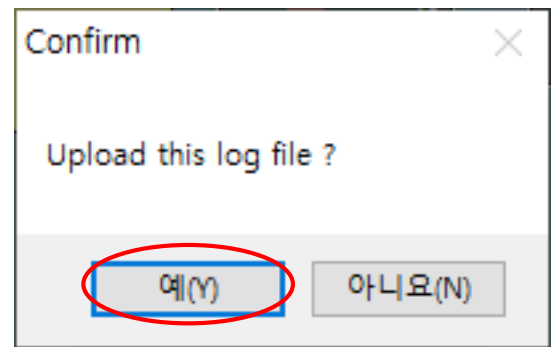 Confirm
Upload this log file ?
예(Y) 아니요(N)